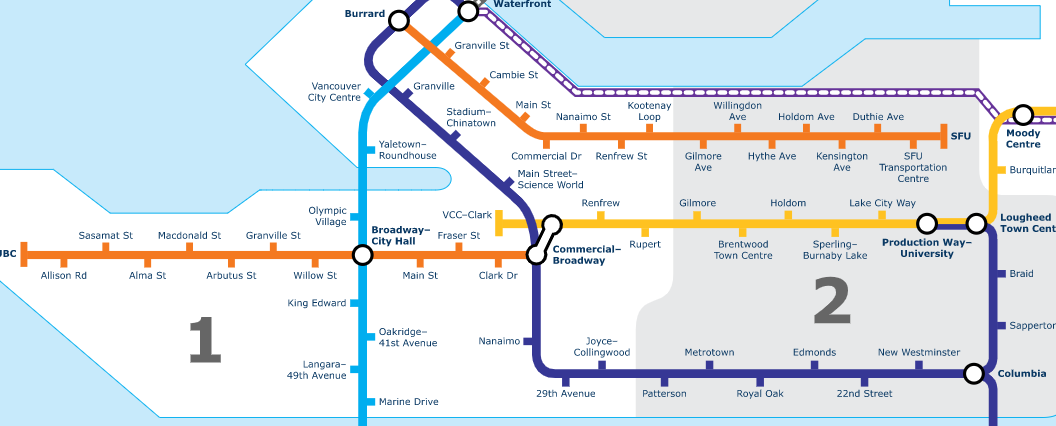 Waterfront
Burrard
Granville St
Cambie St
Vancouver
City Centre
Granville
Main St
Stadium–
Chinatown
Nanaimo St
Kootenay
Loop
Willingdon
Ave
Holdom Ave
Duthie Ave
SFU
Moody
Centre
Commercial Dr
Renfrew St
Gilmore
Ave
Hythe Ave
Kensington
Ave
SFU
Transportation
Centre
Yaletown–
Roundhouse
Main Street–
Science World
Burquitlam
Olympic
Village
VCC–Clark
Renfrew
Gilmore
Holdom
Lake City Way
Lougheed
Town Cent
Sasamat St
Macdonald St
Granville St
Broadway–
City Hall
Fraser St
Commercial–
Broadway
Rupert
Brentwood
Town Centre
Sperling–
Burnaby Lake
Production Way–
University
UBC
Allison Rd
Alma St
Arbutus St
Willow St
Main St
Clark Dr
Braid
King Edward
1
2
Sapperton
Oakridge–
41st Avenue
Nanaimo
Joyce–
Collingwood
Metrotown
Edmonds
New Westminster
Langara–
49th Avenue
Columbia
29th Avenue
Patterson
Royal Oak
22nd Street
Marine Drive